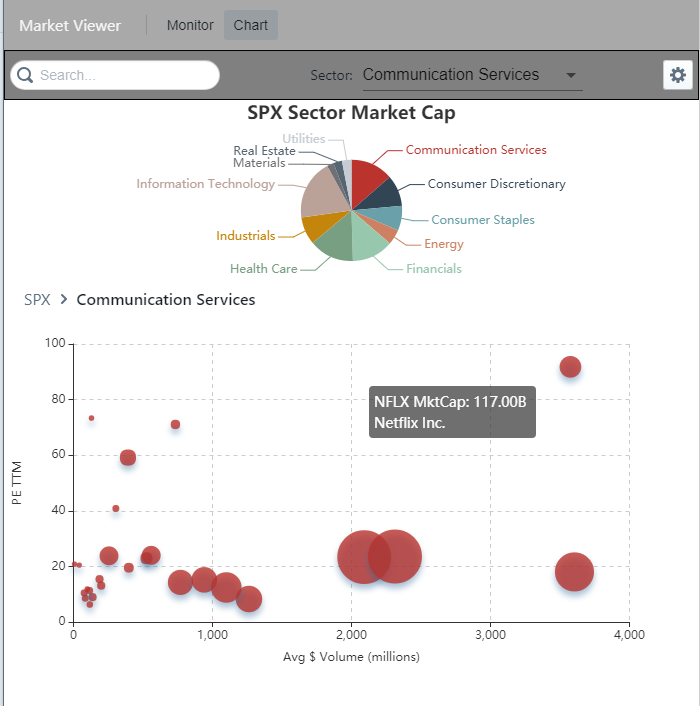 Market Viewer
Monitor
Chart
Search...
Sector:
Communication Services
SPX Sector Market Cap
Utilities
Real Estate
Materials
Information Technology
Industrials
Health Care
Communication Services
Consumer Discretionary
Consumer Staples
Energy
Financials
SPX > Communication Services
100
80
60
40
20
0
PE TTM
NFLX MktCap: 117.00B
Netflix Inc.
0
1,000
2,000
3,000
4,000
Avg $ Volume (millions)